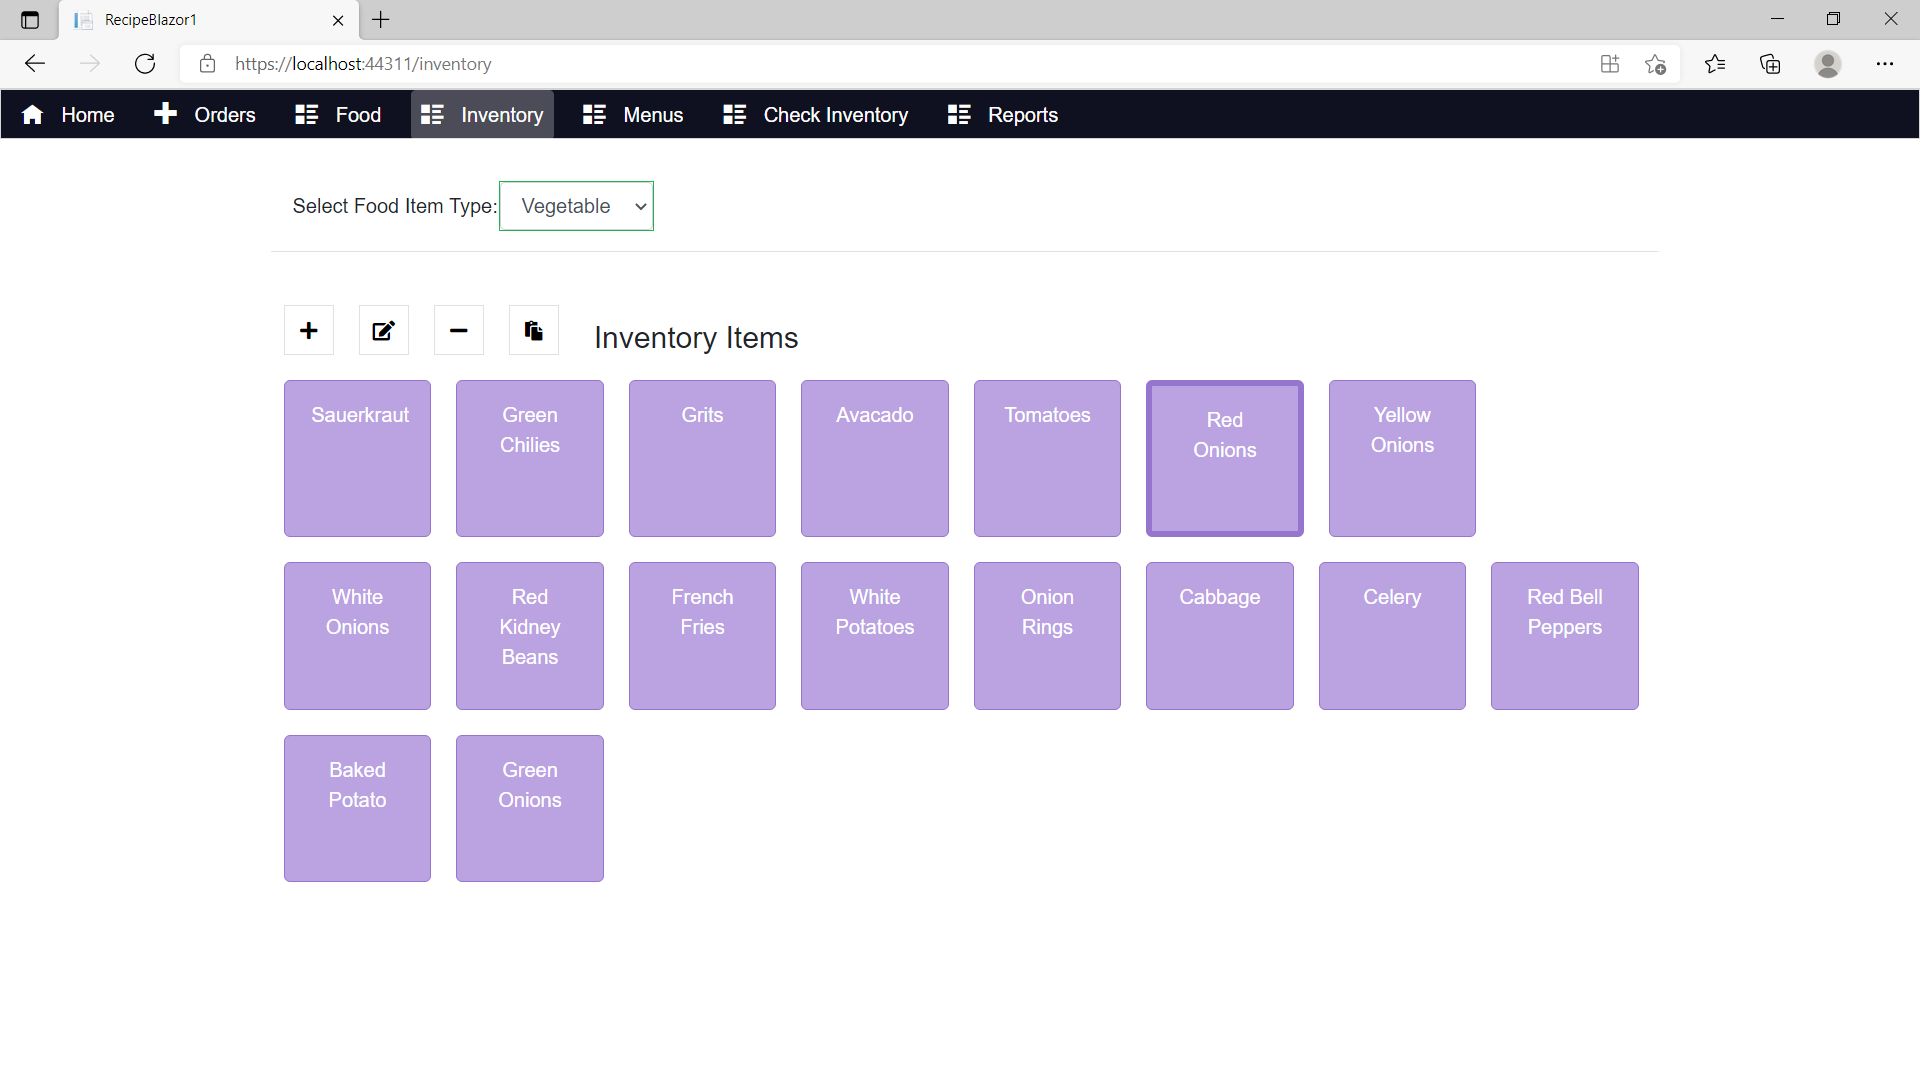 RecipeBlazor1
https://localhost:44311/inventory
Home Orders Food Inventory Menus Check Inventory Reports
Select Food Item Type: Vegetable
Inventory Items
Sauerkraut
Green
Chilies
Grits
Avacado
Tomatoes
Red
Onions
Yellow
Onions
White
Onions
Red
Kidney
Beans
French
Fries
White
Potatoes
Onion
Rings
Cabbage
Celery
Red Bell
Peppers
Baked
Potato
Green
Onions